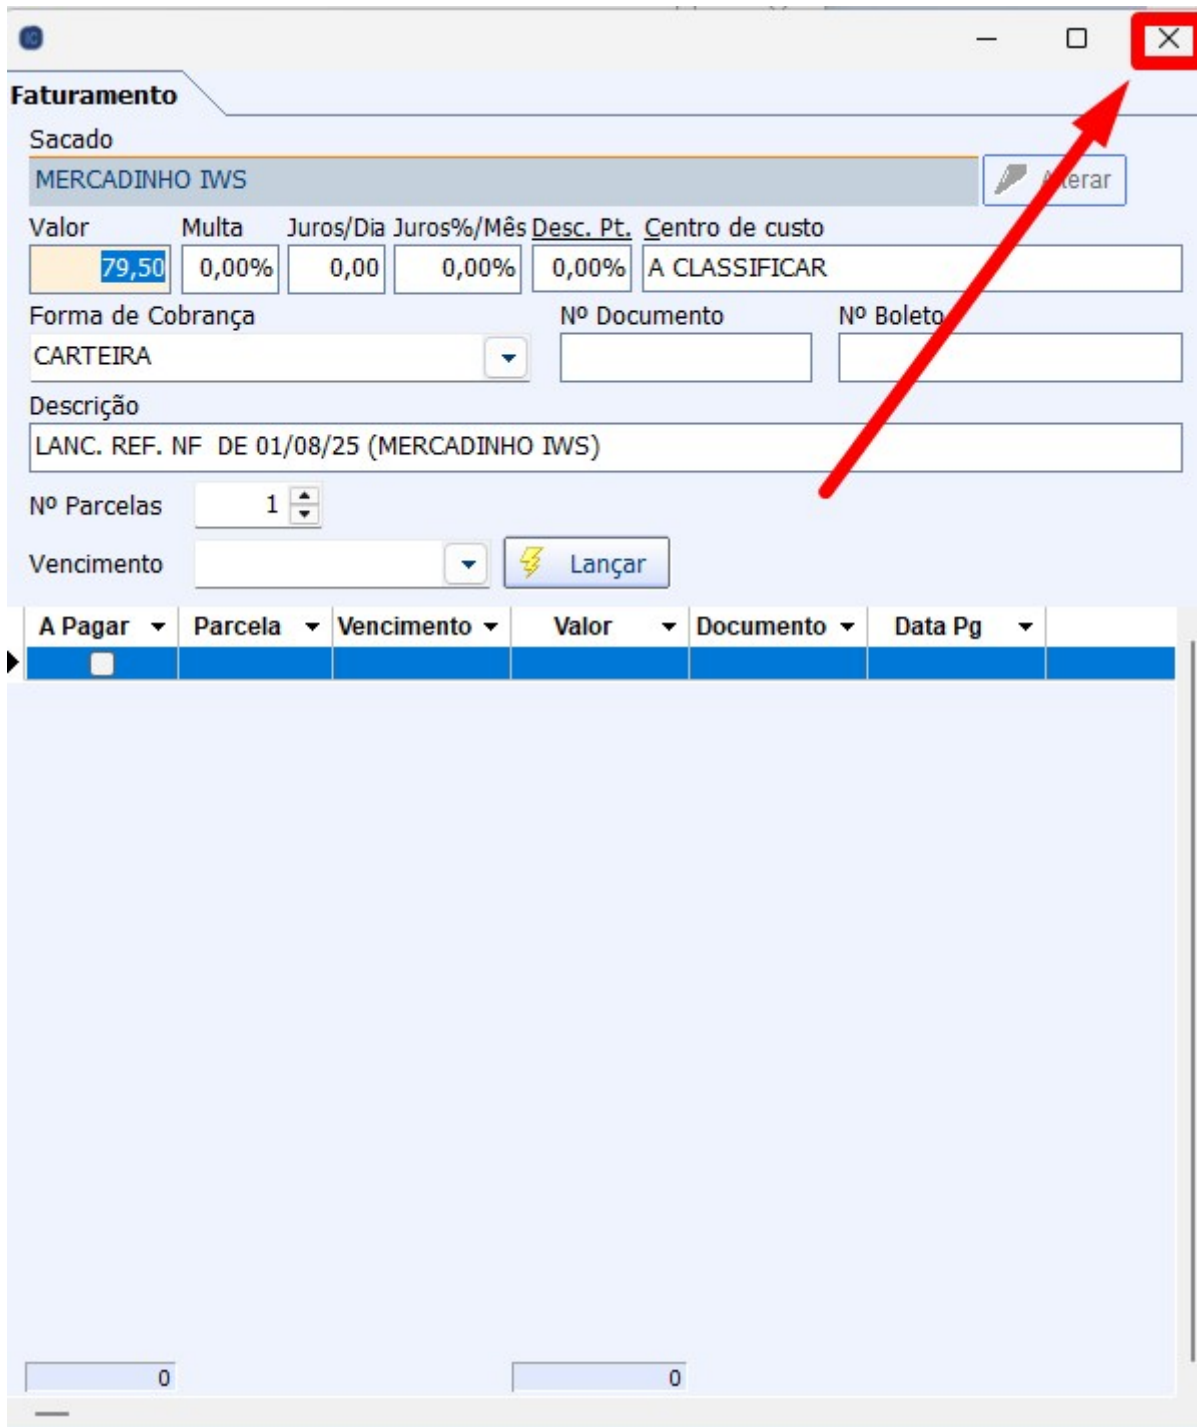 Faturamento
Sacado
MERCADINHO IWS
Valor Multa Juros/Dia Juros%/Mês Desc. Pt. Centro de custo
79,50 0,00% 0,00 0,00% 0,00% A CLASSIFICAR
Forma de Cobrança Nº Documento Nº Boleto
CARTEIRA
Descrição
LANC. REF. NF DE 01/08/25 (MERCADINHO IWS)
Nº Parcelas 1
Vencimento Lançar
A Pagar Parcela Vencimento Valor Documento Data Pg
0 0